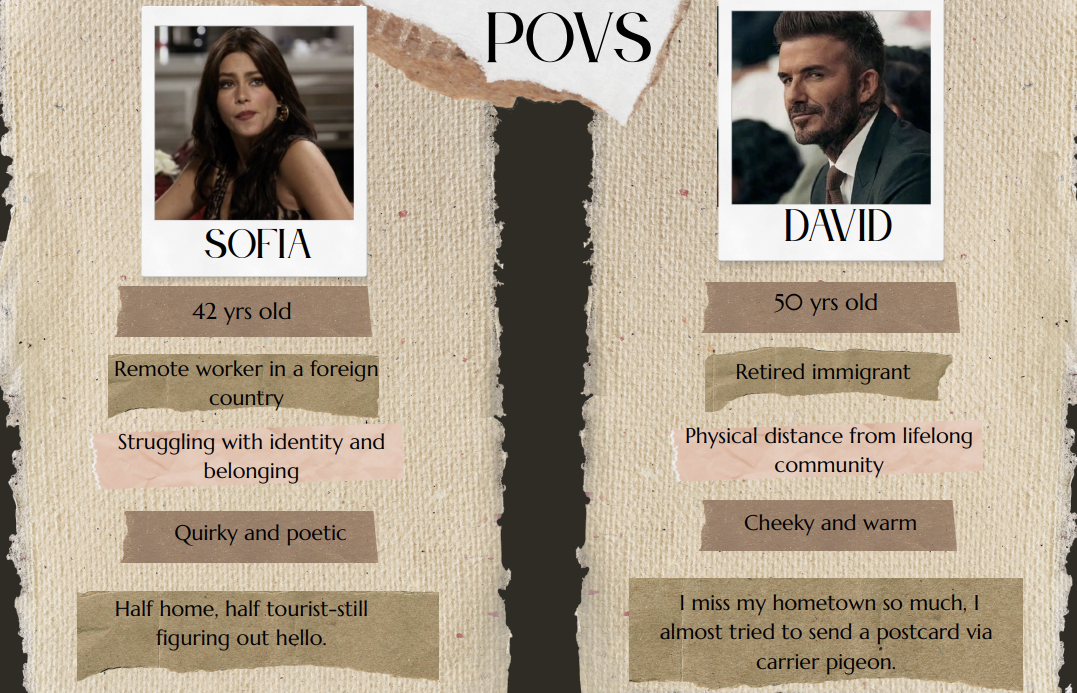 POVS
SOFIA
42 yrs old
Remote worker in a foreign
country
Struggling with identity and
belonging
Quirky and poetic
Half home, half tourist-still
figuring out hello.
DAVID
50 yrs old
Retired immigrant
Physical distance from lifelong
community
Cheeky and warm
I miss my hometown so much, I
almost tried to send a postcard via
carrier pigeon.